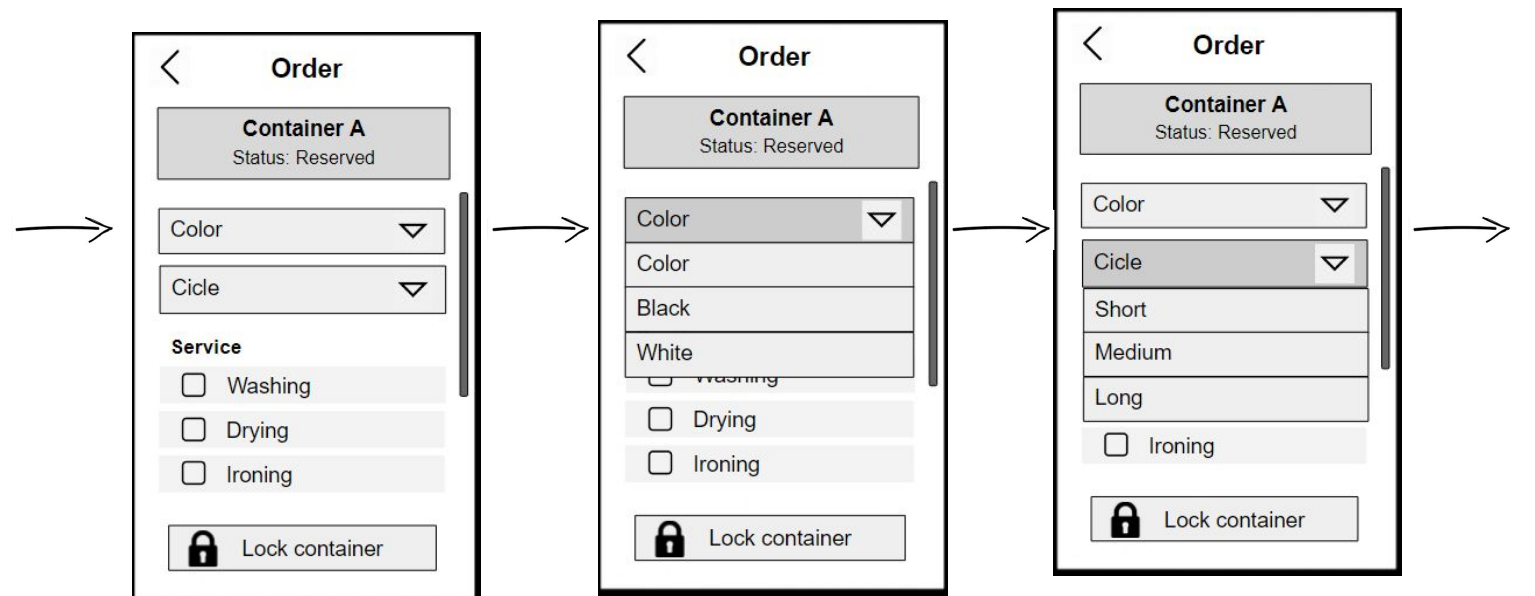 Order
Container A
Status: Reserved
Color
Cicle
Service
Washing
Drying
Ironing
Lock container
Order
Container A
Status: Reserved
Color
Color
Black
White
Washing
Drying
Ironing
Lock container
Order
Container A
Status: Reserved
Color
Cicle
Short
Medium
Long
Ironing
Lock container